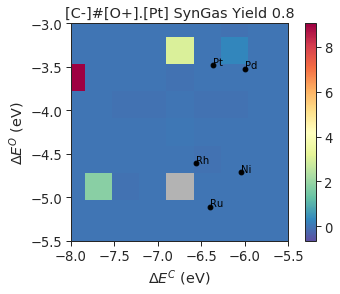 [C-]#[O+].[Pt] SynGas Yield 0.8
−3.0
−3.5
−4.0
−4.5
−5.0
−5.5
ΔE^O (eV)
Pt
Pd
Rh
Ni
Ru
−8.0 −7.5 −7.0 −6.5 −6.0 −5.5
ΔE^C (eV)
8
6
4
2
0